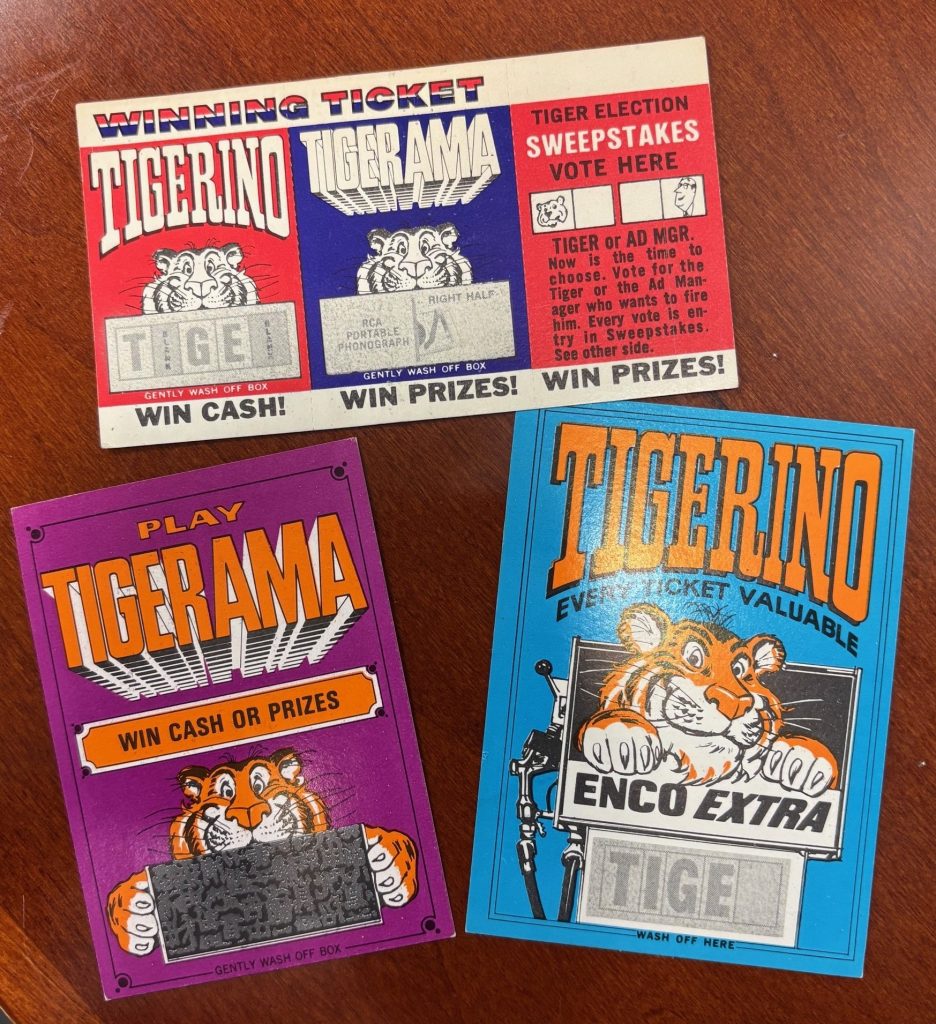 WINNING TICKET
TIGERINO
TIGE
BLANK
BLANK
GENTLY WASH OFF BOX
WIN CASH!
TIGERAMA
RCA
PORTABLE
PHONOGRAPH
RIGHT HALF
GENTLY WASH OFF BOX
WIN PRIZES!
TIGER ELECTION
SWEEPSTAKES
VOTE HERE
TIGER or AD MGR.
Now is the time to
choose. Vote for the
Tiger or the Ad Man-
ager who wants to fire
him. Every vote is en-
try in Sweepstakes.
See other side.
WIN PRIZES!
PLAY
TIGERAMA
WIN CASH OR PRIZES
GENTLY WASH OFF BOX
TIGERINO
EVERY TICKET VALUABLE
ENCO EXTRA
TIGE
WASH OFF HERE